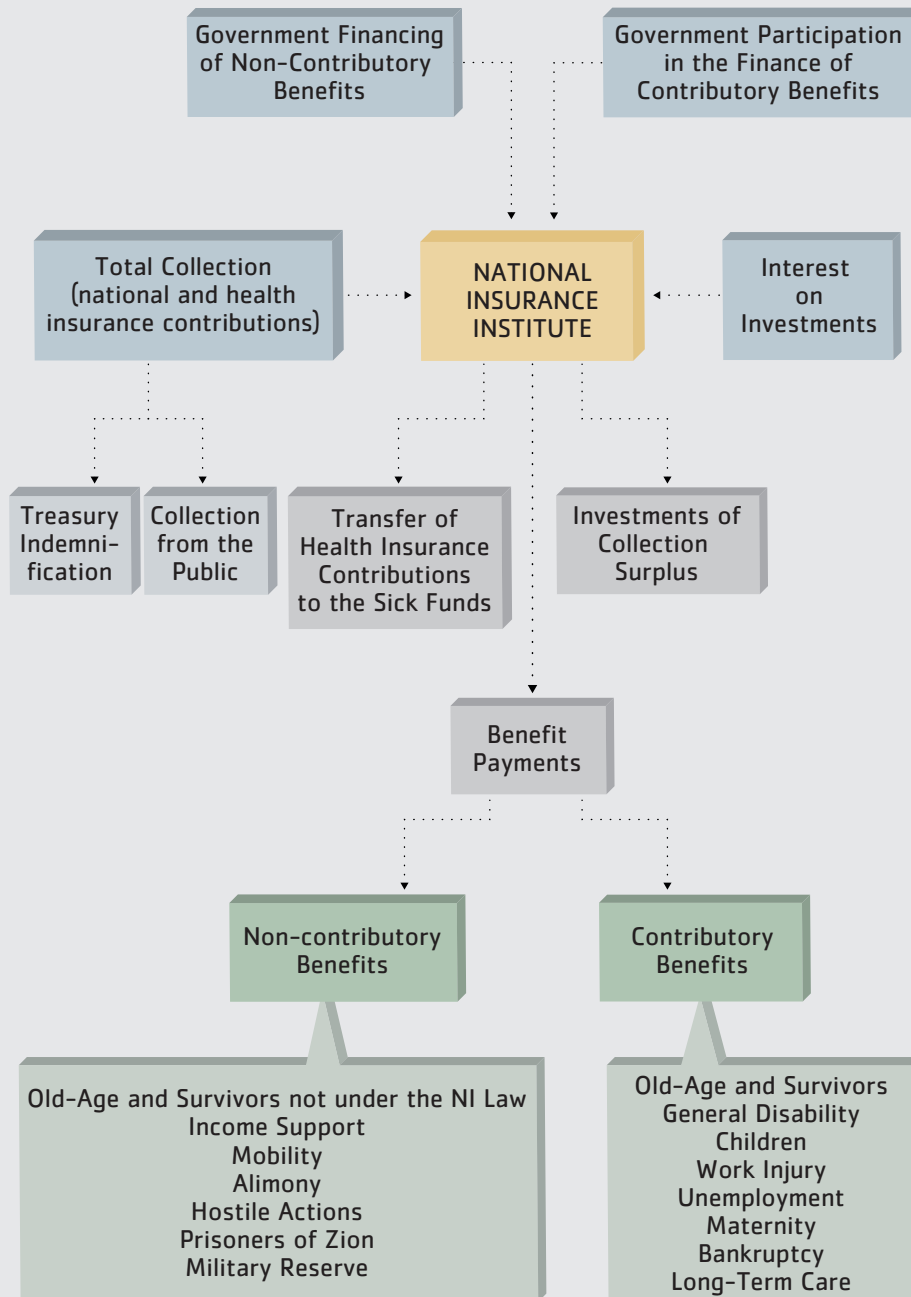 Government Financing
of Non-Contributory
Benefits
Government Participation
in the Finance of
Contributory Benefits
Total Collection
(national and health
insurance contributions)
NATIONAL
INSURANCE
INSTITUTE
Interest
on
Investments
Treasury
Indemni-
fication
Collection
from the
Public
Transfer of
Health Insurance
Contributions
to the Sick Funds
Investments of
Collection
Surplus
Benefit
Payments
Non-contributory
Benefits
Contributory
Benefits
Old-Age and Survivors not under the NI Law
Income Support
Mobility
Alimony
Hostile Actions
Prisoners of Zion
Military Reserve
Old-Age and Survivors
General Disability
Children
Work Injury
Unemployment
Maternity
Bankruptcy
Long-Term Care